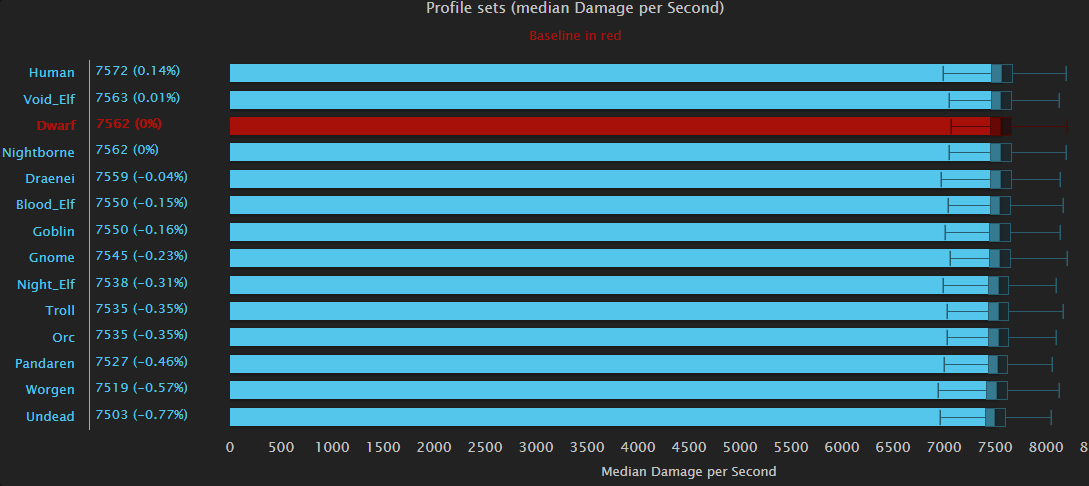 Profile sets (median Damage per Second)
Baseline in red
Human 7572 (0.14%)
Void_Elf 7563 (0.01%)
Dwarf 7562 (0%)
Nightborne 7562 (0%)
Draenei 7559 (−0.04%)
Blood_Elf 7550 (−0.15%)
Goblin 7550 (−0.16%)
Gnome 7545 (−0.23%)
Night_Elf 7538 (−0.31%)
Troll 7535 (−0.35%)
Orc 7535 (−0.35%)
Pandaren 7527 (−0.46%)
Worgen 7519 (−0.57%)
Undead 7503 (−0.77%)
0 500 1000 1500 2000 2500 3000 3500 4000 4500 5000 5500 6000 6500 7000 7500 8000 8
Median Damage per Second